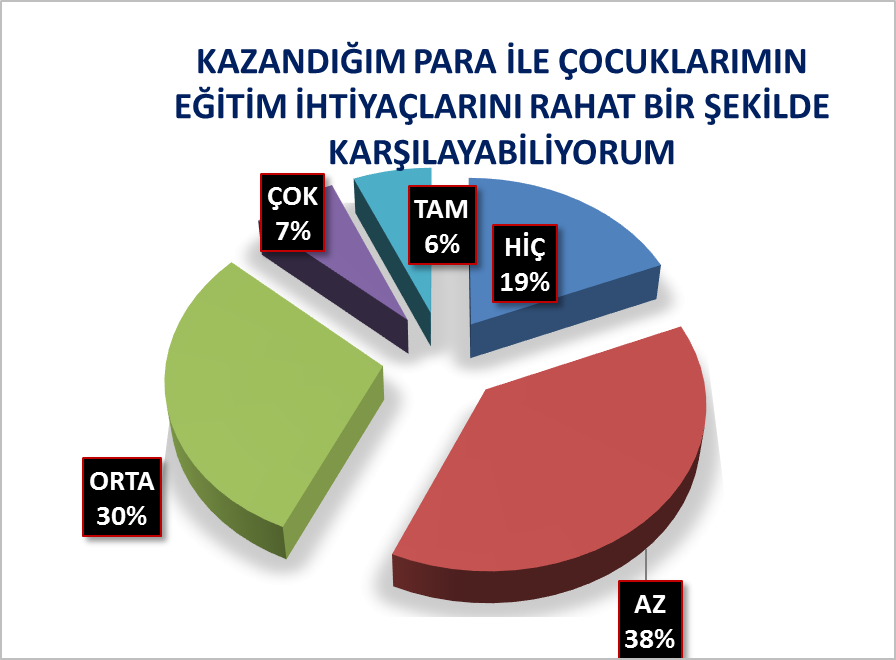 KAZANDIĞIM PARA İLE ÇOCUKLARIMIN
EĞİTİM İHTİYAÇLARINI RAHAT BİR ŞEKİLDE
KARŞILAYABİLİYORUM
ÇOK
7%
TAM
6%
HİÇ
19%
ORTA
30%
AZ
38%